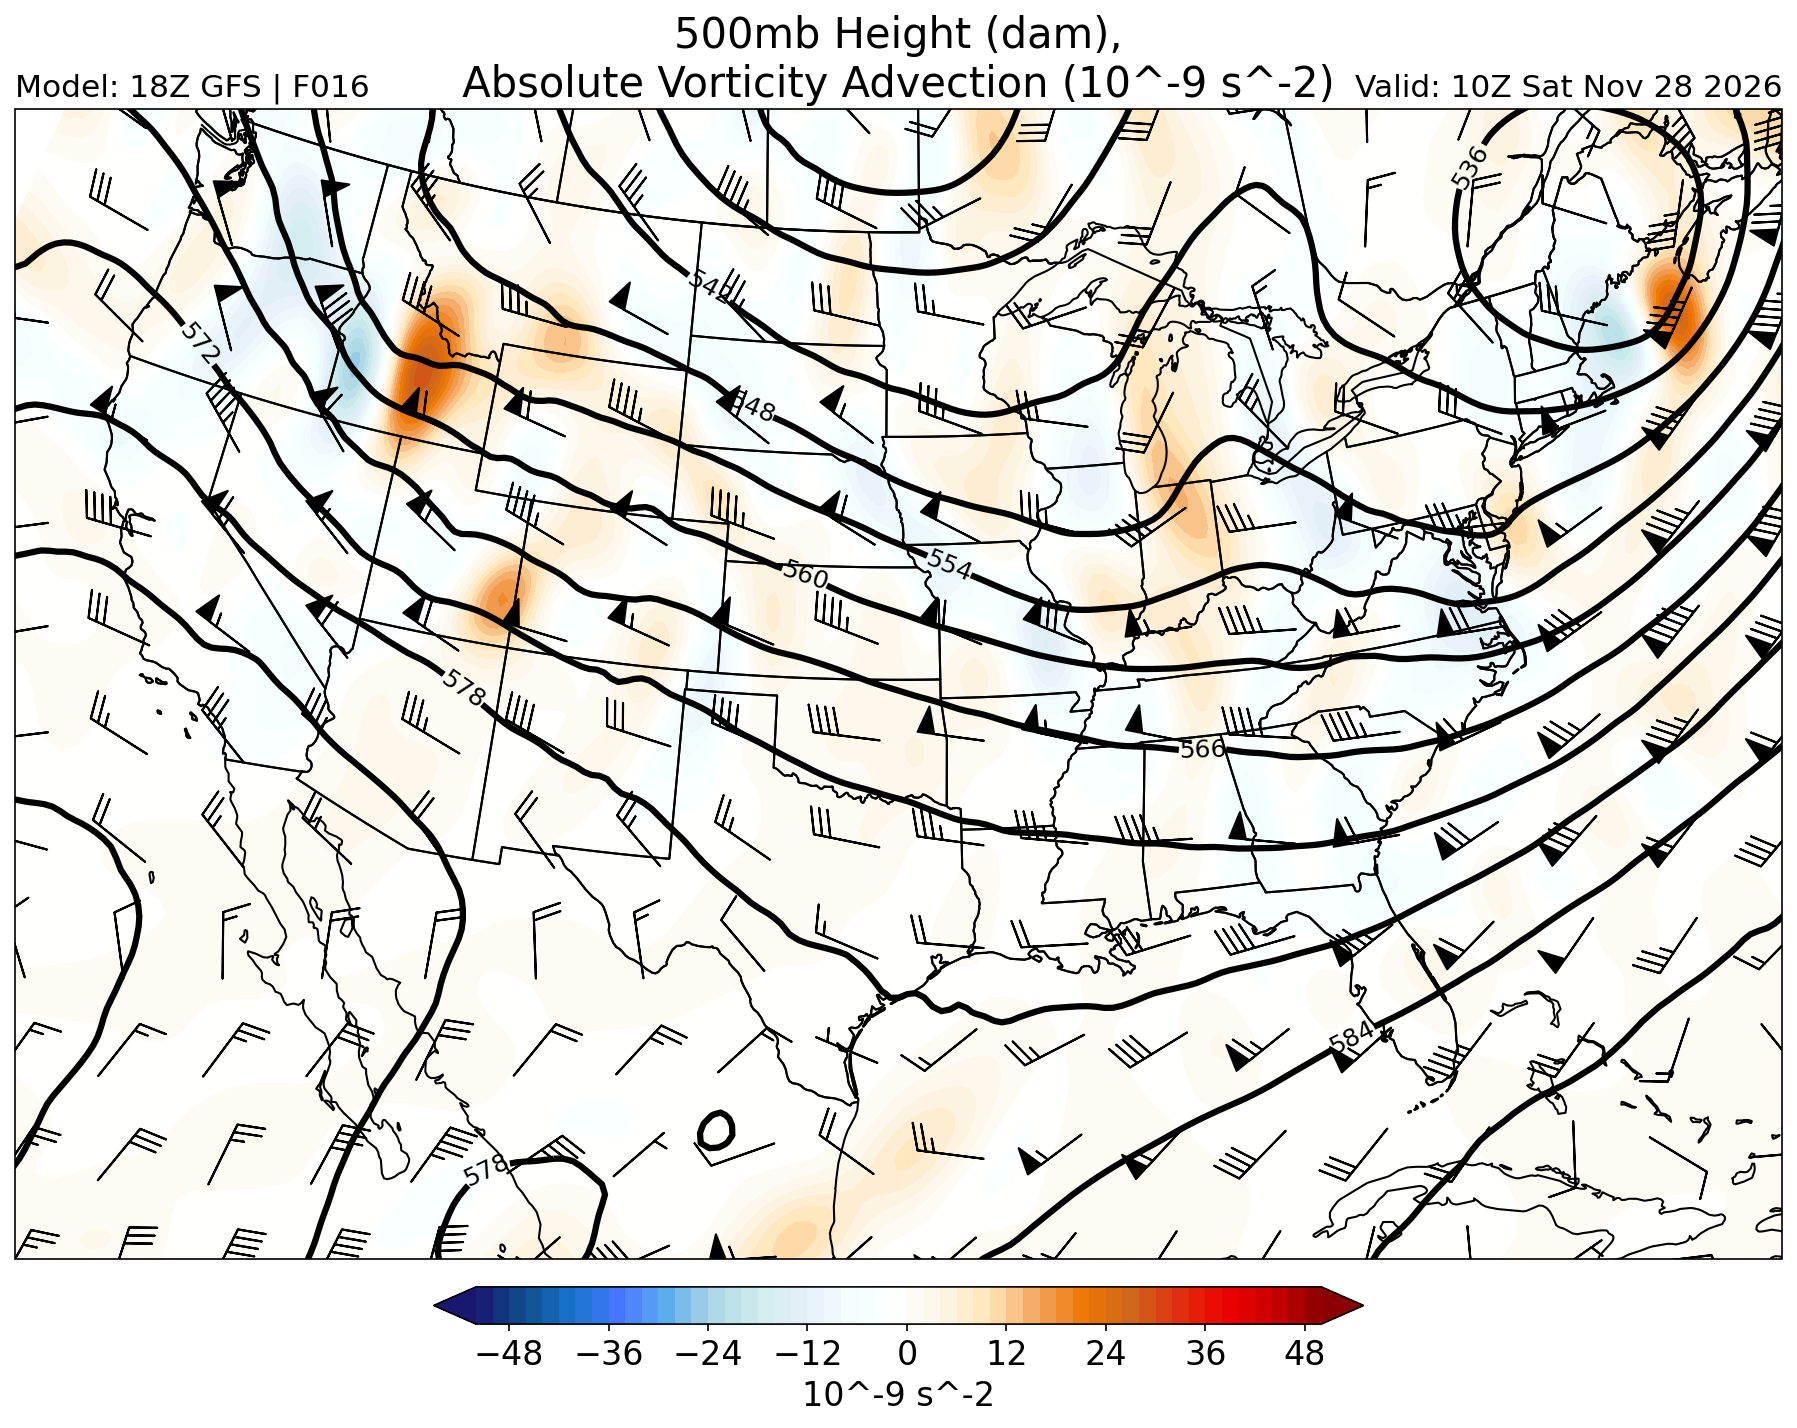 500mb Height (dam),
Model: 18Z GFS | F016
Absolute Vorticity Advection (10^-9 s^-2)
Valid: 10Z Sat Nov 28 2026
536
542
572
548
554
560
578
566
584
578
−48 −36 −24 −12 0 12 24 36 48
10^-9 s^-2